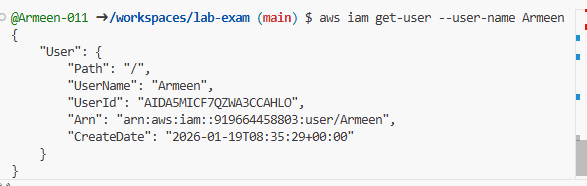 @Armeen-011 ➜/workspaces/lab-exam (main) $ aws iam get-user --user-name Armeen
{
    "User": {
        "Path": "/",
        "UserName": "Armeen",
        "UserId": "AIDA5MICF7QZWA3CCAHLO",
        "Arn": "arn:aws:iam::919664458803:user/Armeen",
        "CreateDate": "2026-01-19T08:35:29+00:00"
    }
}